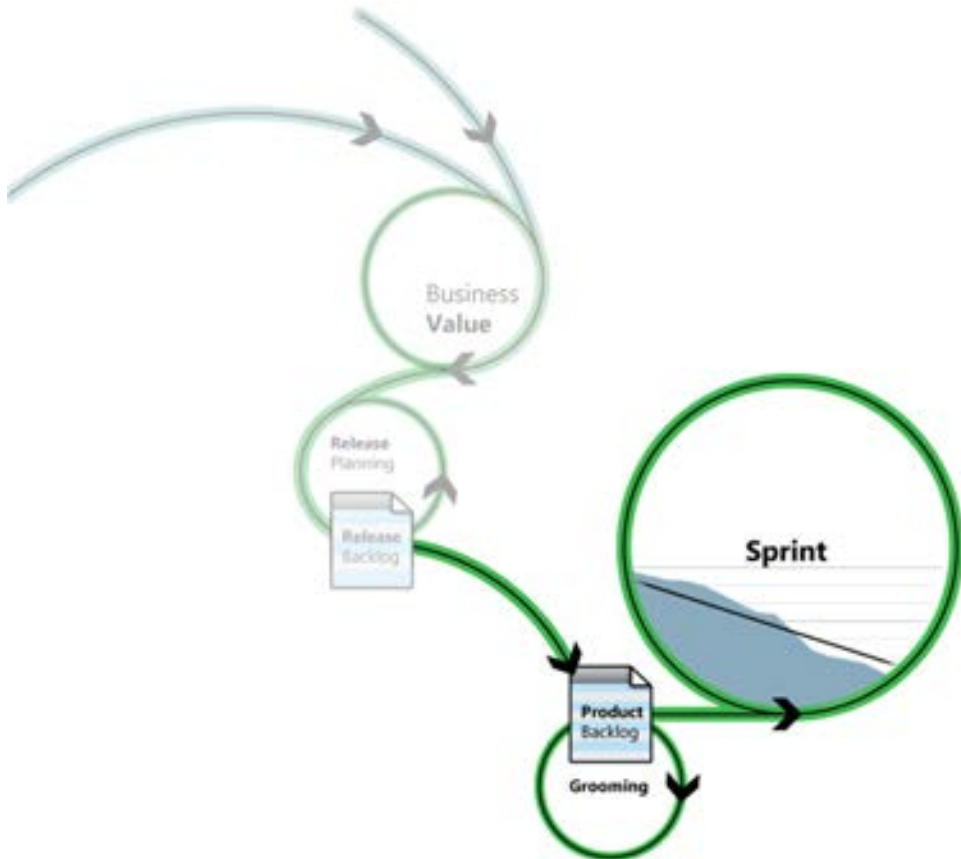 Business
Value
Release
Planning
Release
Backlog
Sprint
Product
Backlog
Grooming